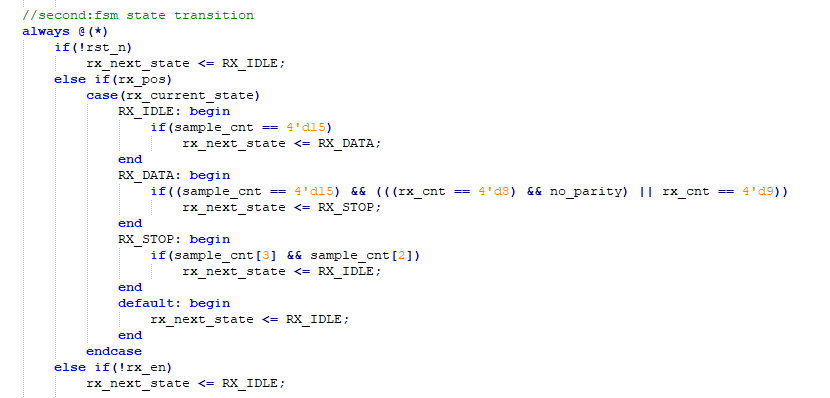 //second:fsm state transition
always @(*)
    if(!rst_n)
        rx_next_state <= RX_IDLE;
    else if(rx_pos)
        case(rx_current_state)
            RX_IDLE: begin
                if(sample_cnt == 4'd15)
                    rx_next_state <= RX_DATA;
            end
            RX_DATA: begin
                if((sample_cnt == 4'd15) && (((rx_cnt == 4'd8) && no_parity) || rx_cnt == 4'd9))
                    rx_next_state <= RX_STOP;
            end
            RX_STOP: begin
                if(sample_cnt[3] && sample_cnt[2])
                    rx_next_state <= RX_IDLE;
            end
            default: begin
                rx_next_state <= RX_IDLE;
            end
        endcase
    else if(!rx_en)
        rx_next_state <= RX_IDLE;